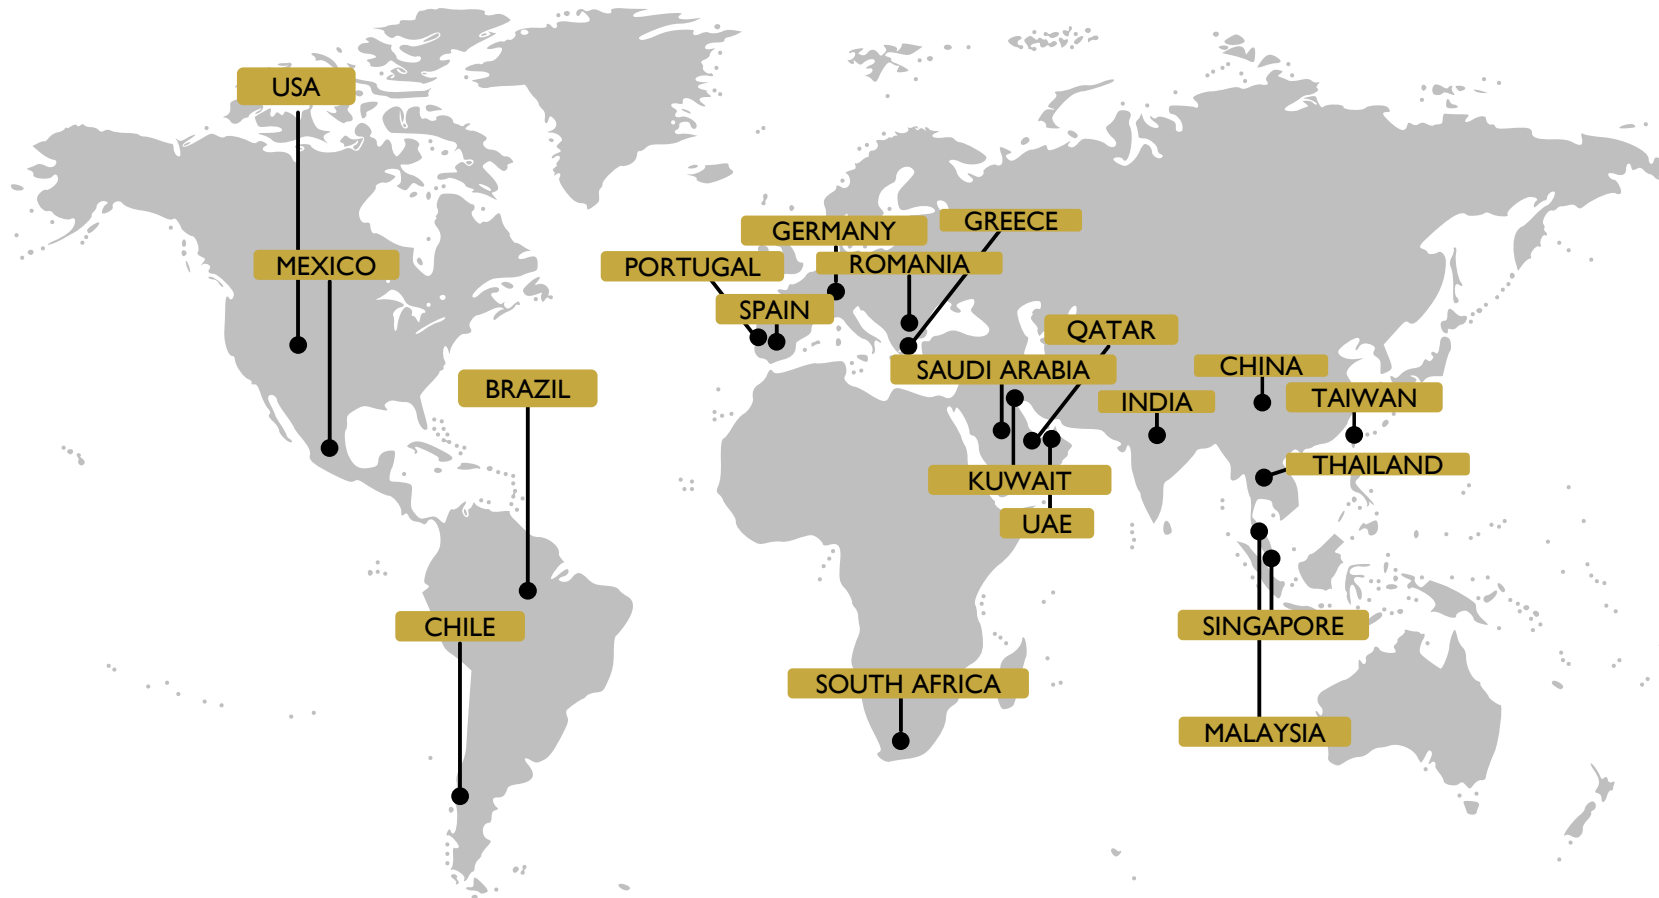 USA
GREECE
GERMANY
MEXICO
PORTUGAL
ROMANIA
SPAIN
QATAR
CHINA
SAUDI ARABIA
BRAZIL
INDIA
TAIWAN
THAILAND
KUWAIT
UAE
CHILE
SINGAPORE
SOUTH AFRICA
MALAYSIA